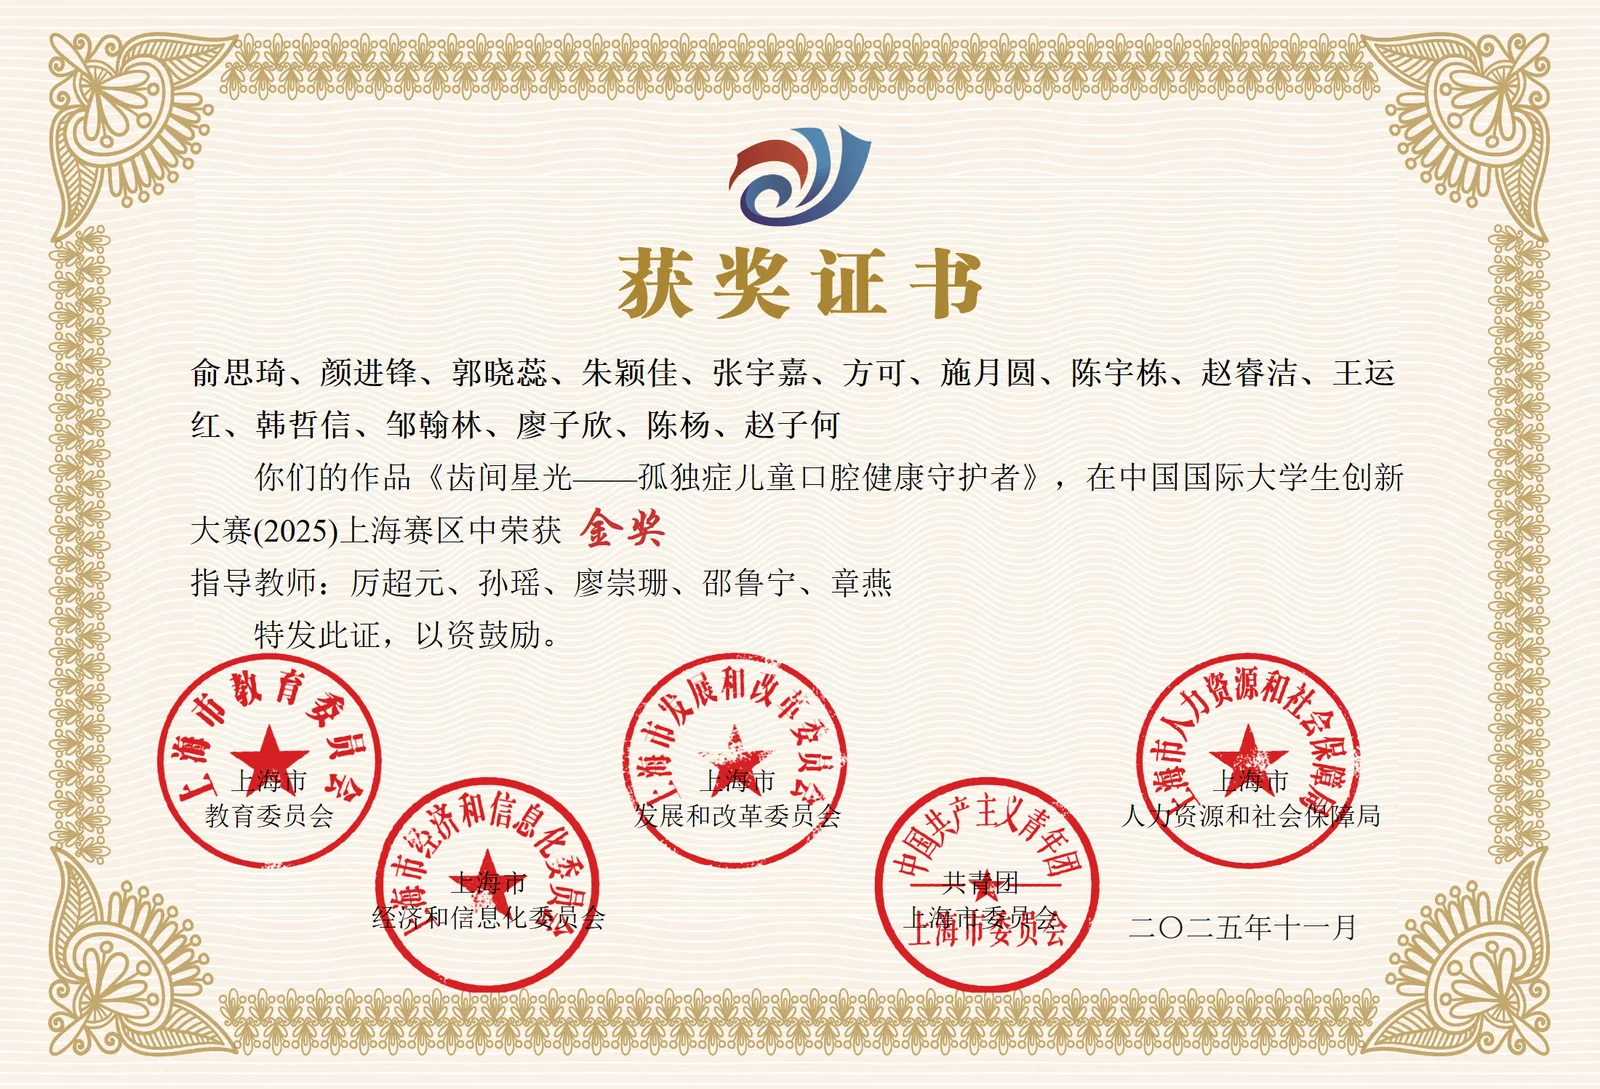 获奖证书
俞思琦、颜进锋、郭晓蕊、朱颖佳、张宇嘉、方可、施月圆、陈宇栋、赵睿洁、王运
红、韩哲信、邹翰林、廖子欣、陈杨、赵子何
你们的作品《齿间星光——孤独症儿童口腔健康守护者》，在中国国际大学生创新
大赛(2025)上海赛区中荣获 金奖
指导教师：厉超元、孙瑶、廖崇珊、邵鲁宁、章燕
特发此证，以资鼓励。
上海市教育委员会
上海市
教育委员会
上海市发展和改革委员会
上海市
发展和改革委员会
上海市人力资源和社会保障局
上海市
人力资源和社会保障局
上海市经济和信息化委员会
上海市
经济和信息化委员会
中国共产主义青年团
上海市委员会
共青团
上海市委员会
二〇二五年十一月